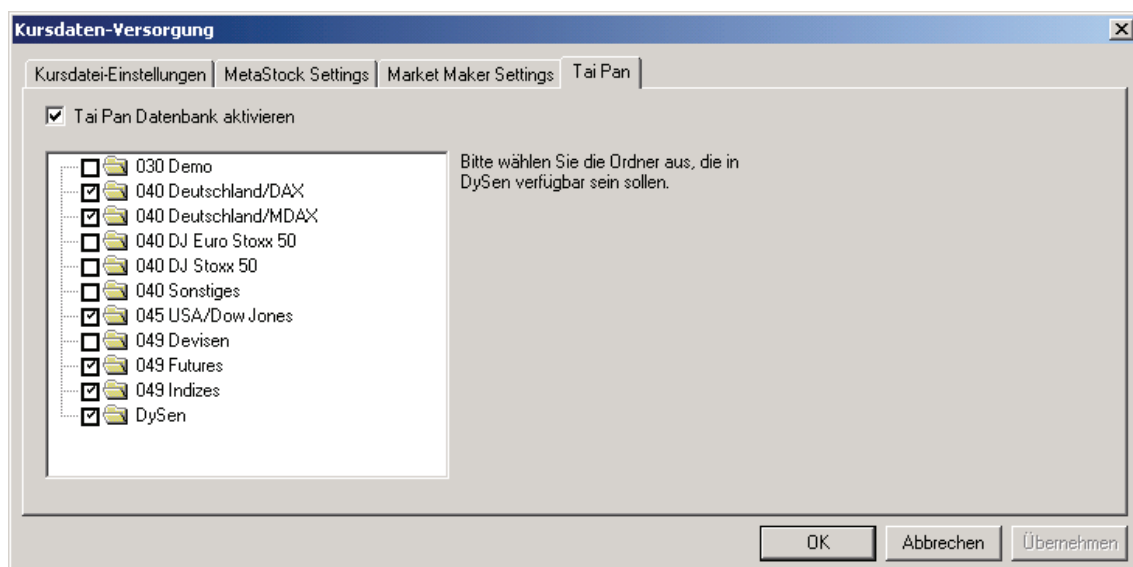 Kursdaten-Versorgung
Kursdatei-Einstellungen MetaStock Settings Market Maker Settings Tai Pan
Tai Pan Datenbank aktivieren
030 Demo
040 Deutschland/DAX
040 Deutschland/MDAX
040 DJ Euro Stoxx 50
040 DJ Stoxx 50
040 Sonstiges
045 USA/Dow Jones
049 Devisen
049 Futures
049 Indizes
DySen
Bitte wählen Sie die Ordner aus, die in
DySen verfügbar sein sollen.
OK Abbrechen Übernehmen